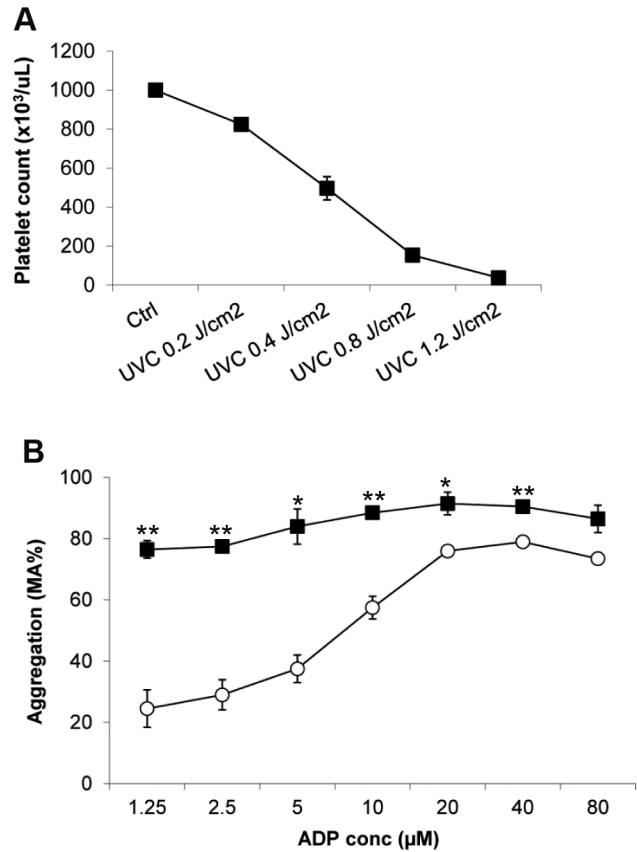 A
Platelet count (x10³/uL)
1200
1000
800
600
400
200
0
Ctrl
UVC 0.2 J/cm2
UVC 0.4 J/cm2
UVC 0.8 J/cm2
UVC 1.2 J/cm2
B
Aggregation (MA%)
100
80
60
40
20
0
** ** * ** * **
1.25 2.5 5 10 20 40 80
ADP conc (µM)